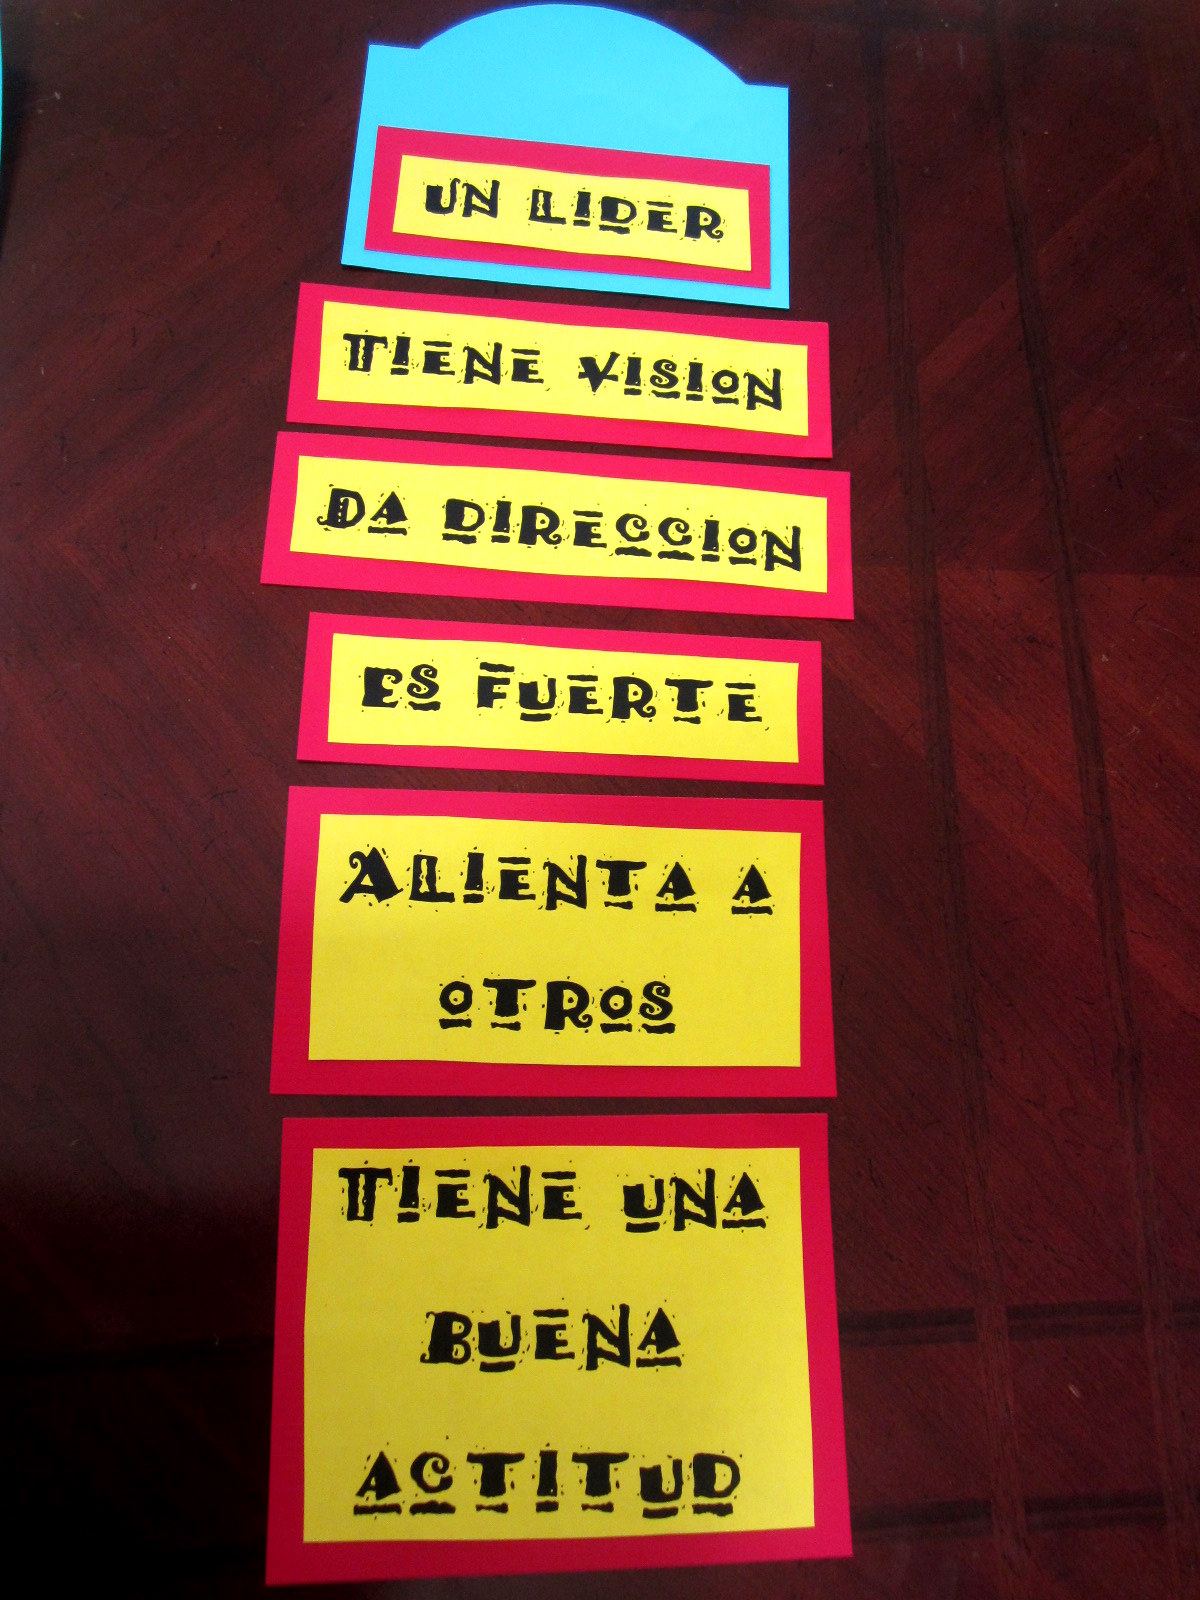 UN LIDER
TIENE VISION
DA DIRECCION
ES FUERTE
ALIENTA A
OTROS
TIENE UNA
BUENA
ACTITUD